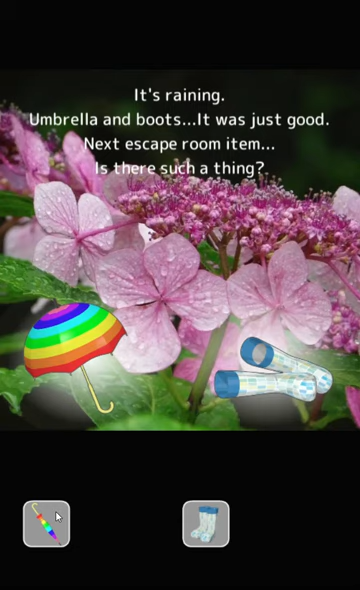 It's raining.
Umbrella and boots...It was just good.
Next escape room item...
Is there such a thing?